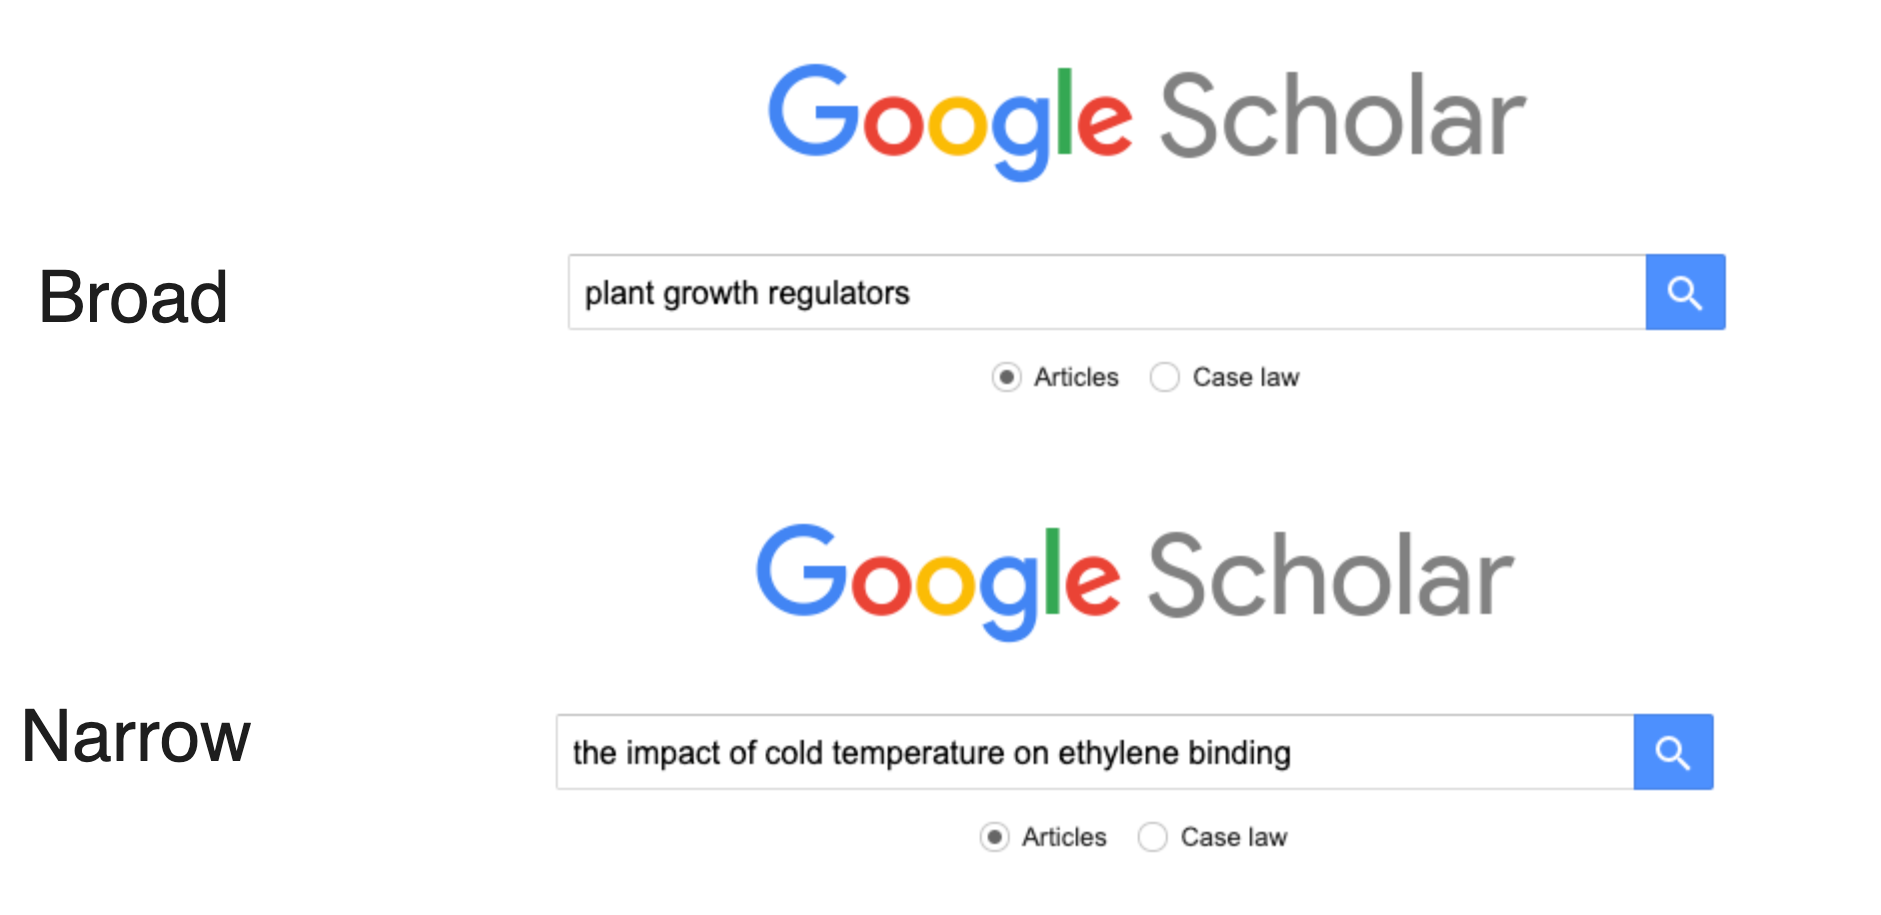 Google Scholar
Broad
plant growth regulators
Articles Case law
Google Scholar
Narrow
the impact of cold temperature on ethylene binding
Articles Case law